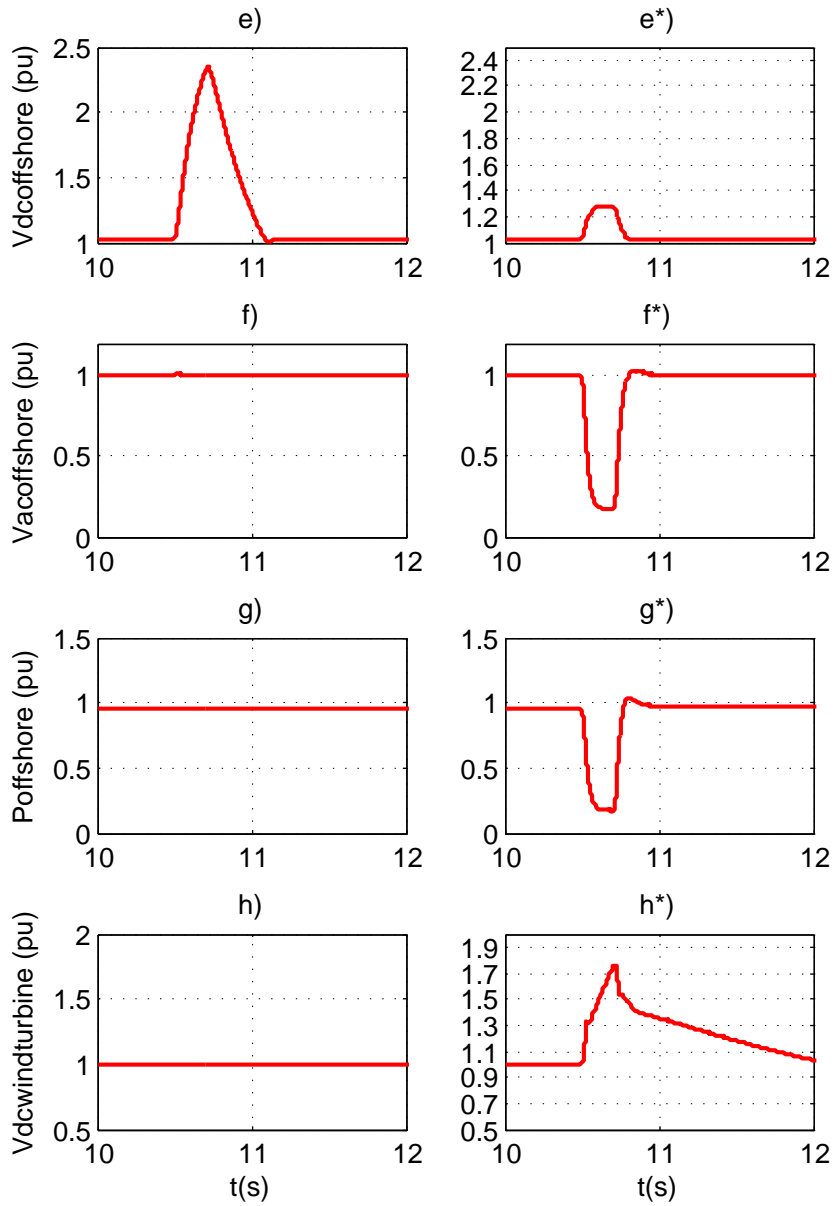 e)
Vdcoffshore (pu)
2.5
2
1.5
1
10 11 12
e*)
2.4
2.2
2
1.8
1.6
1.4
1.2
1
10 11 12
f)
Vacoffshore (pu)
1
0.5
0
10 11 12
f*)
1
0.5
0
10 11 12
g)
Poffshore (pu)
1.5
1
0.5
0
10 11 12
g*)
1.5
1
0.5
0
10 11 12
h)
Vdcwindturbine (pu)
2
1.5
1
0.5
10 11 12
t(s)
h*)
1.9
1.7
1.5
1.3
1.1
0.9
0.7
0.5
10 11 12
t(s)